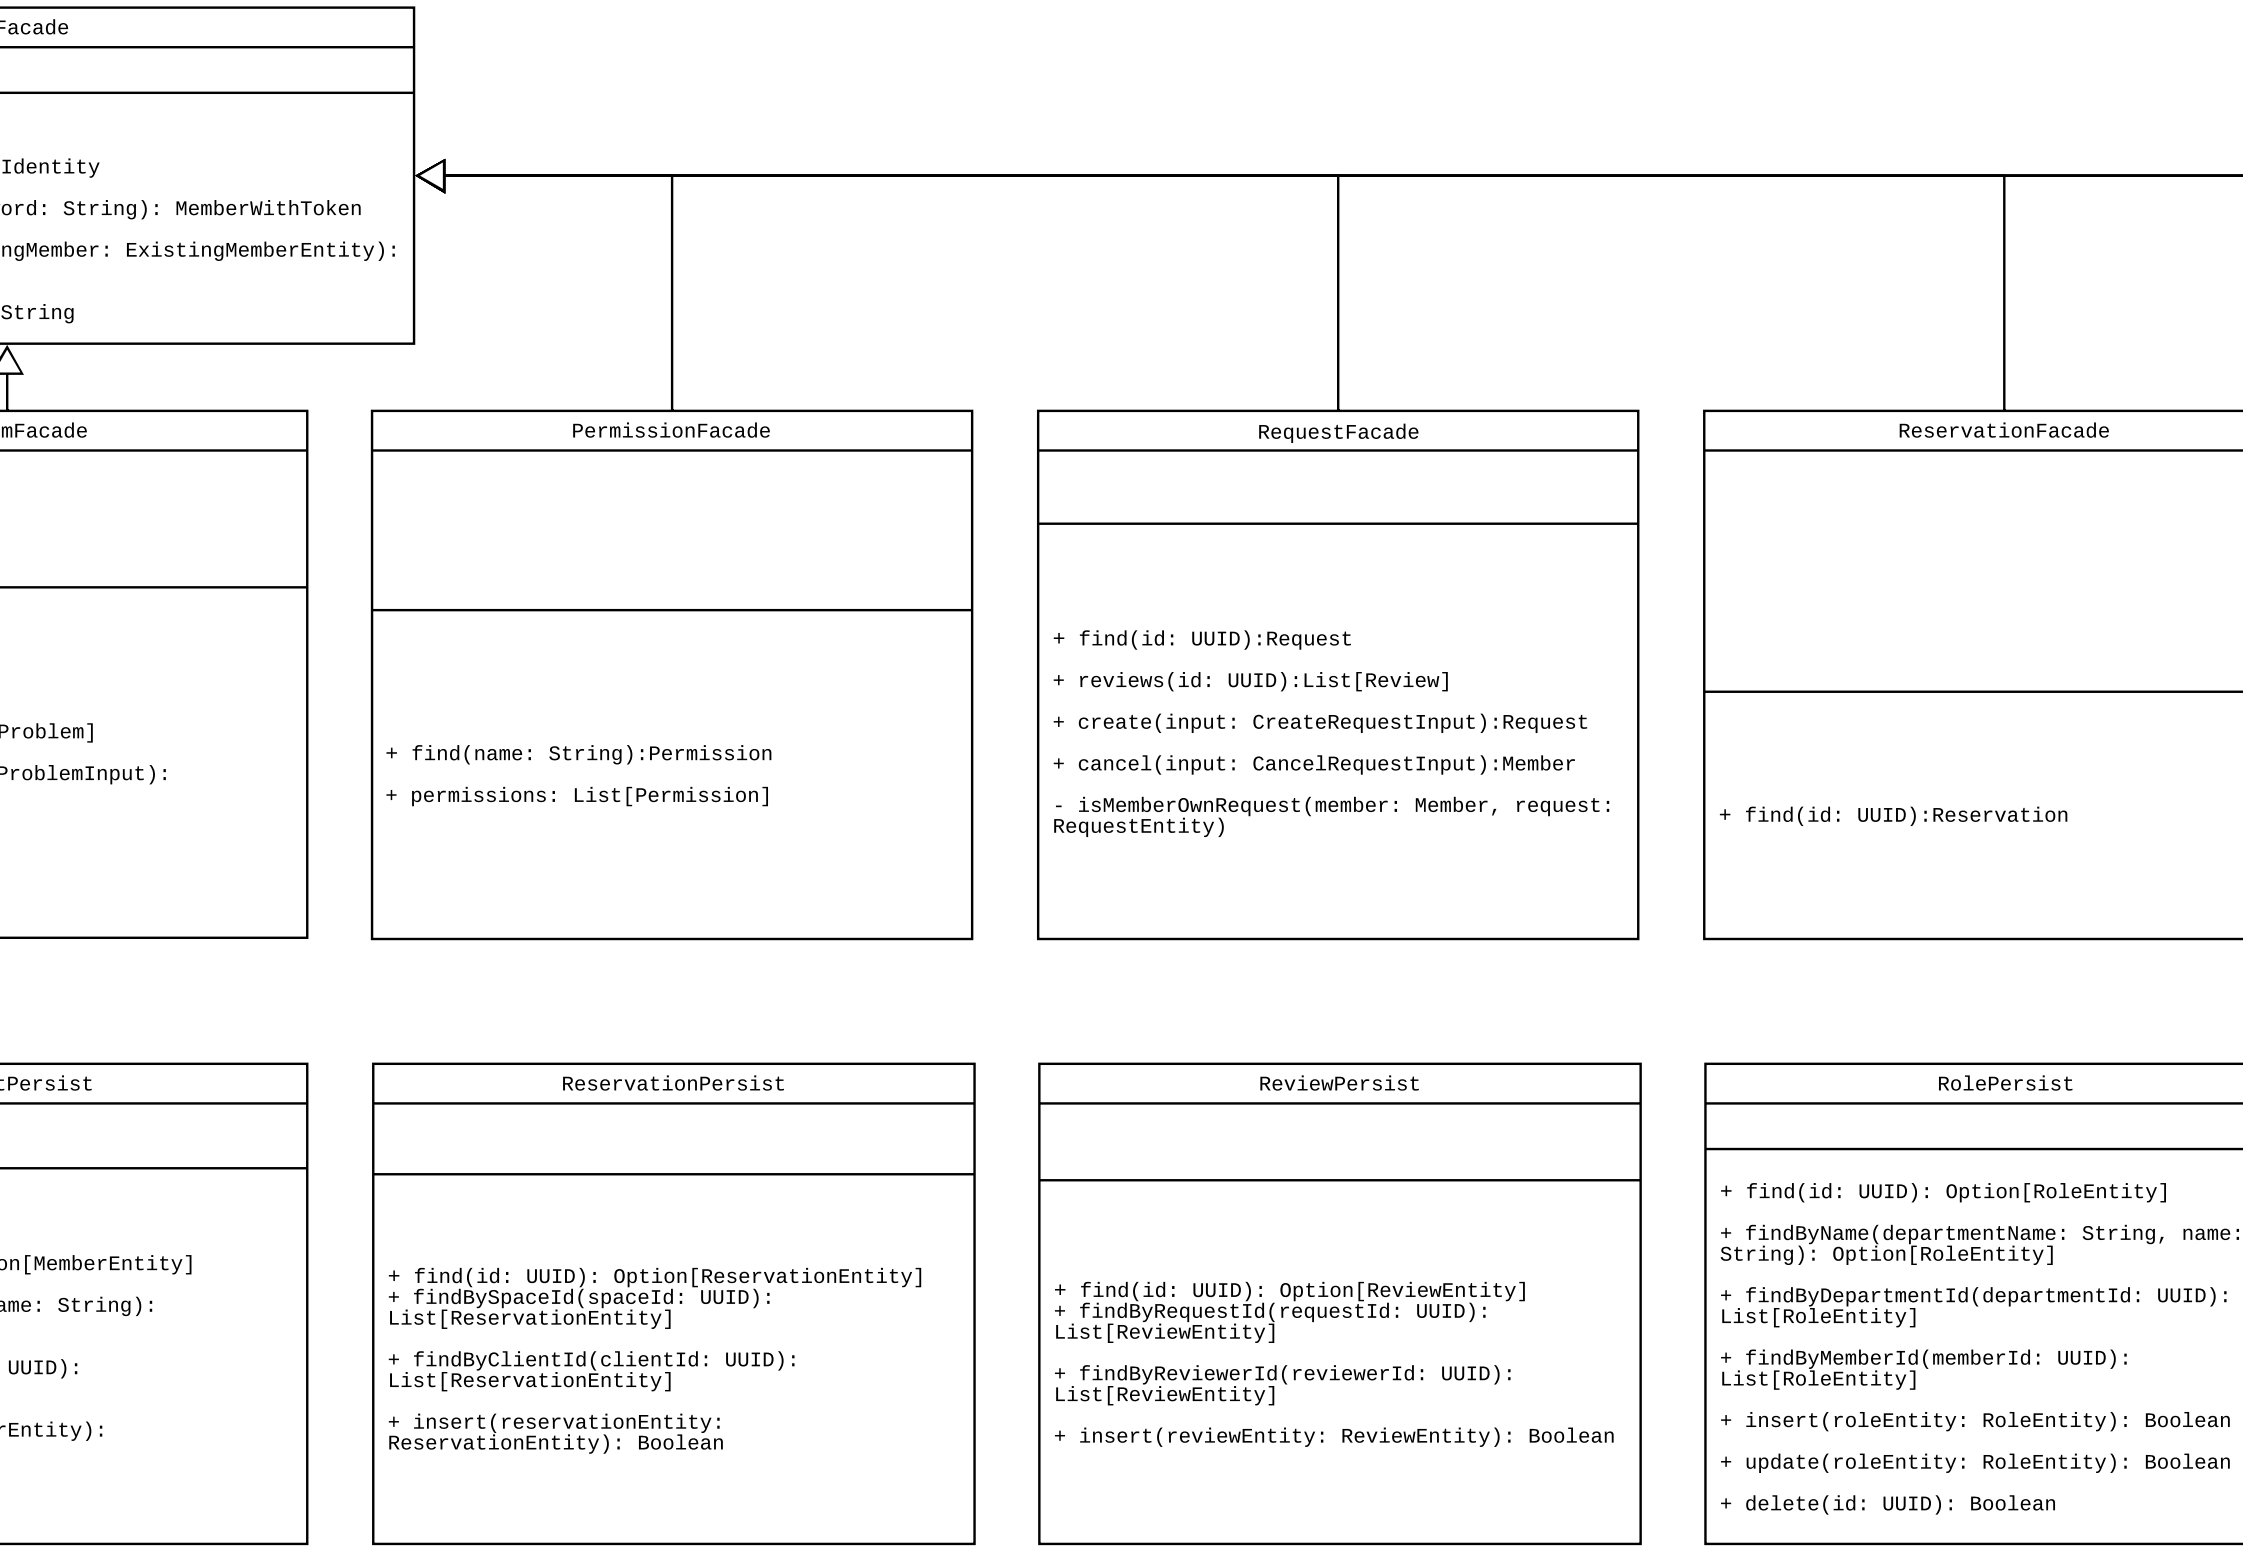 Facade
Identity
ord: String): MemberWithToken
ngMember: ExistingMemberEntity):
String
mFacade
Problem]
ProblemInput):
PermissionFacade
+ find(name: String):Permission
+ permissions: List[Permission]
RequestFacade
+ find(id: UUID):Request
+ reviews(id: UUID):List[Review]
+ create(input: CreateRequestInput):Request
+ cancel(input: CancelRequestInput):Member
- isMemberOwnRequest(member: Member, request:
RequestEntity)
ReservationFacade
+ find(id: UUID):Reservation
tPersist
on[MemberEntity]
ame: String):
UUID):
rEntity):
ReservationPersist
+ find(id: UUID): Option[ReservationEntity]
+ findBySpaceId(spaceId: UUID):
List[ReservationEntity]
+ findByClientId(clientId: UUID):
List[ReservationEntity]
+ insert(reservationEntity:
ReservationEntity): Boolean
ReviewPersist
+ find(id: UUID): Option[ReviewEntity]
+ findByRequestId(requestId: UUID):
List[ReviewEntity]
+ findByReviewerId(reviewerId: UUID):
List[ReviewEntity]
+ insert(reviewEntity: ReviewEntity): Boolean
RolePersist
+ find(id: UUID): Option[RoleEntity]
+ findByName(departmentName: String, name:
String): Option[RoleEntity]
+ findByDepartmentId(departmentId: UUID):
List[RoleEntity]
+ findByMemberId(memberId: UUID):
List[RoleEntity]
+ insert(roleEntity: RoleEntity): Boolean
+ update(roleEntity: RoleEntity): Boolean
+ delete(id: UUID): Boolean